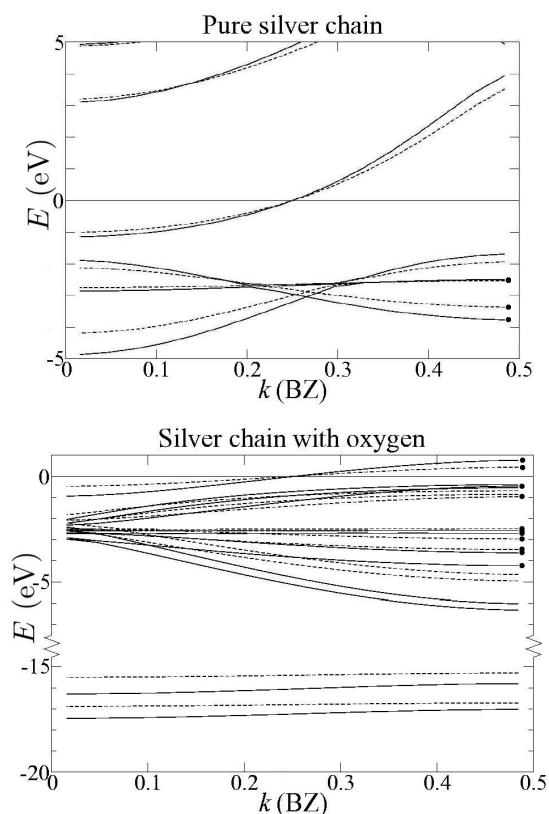 Pure silver chain
5
0
-5
E (eV)
0 0.1 0.2 0.3 0.4 0.5
k (BZ)
Silver chain with oxygen
0
-5
-15
-20
E (eV)
0 0.1 0.2 0.3 0.4 0.5
k (BZ)